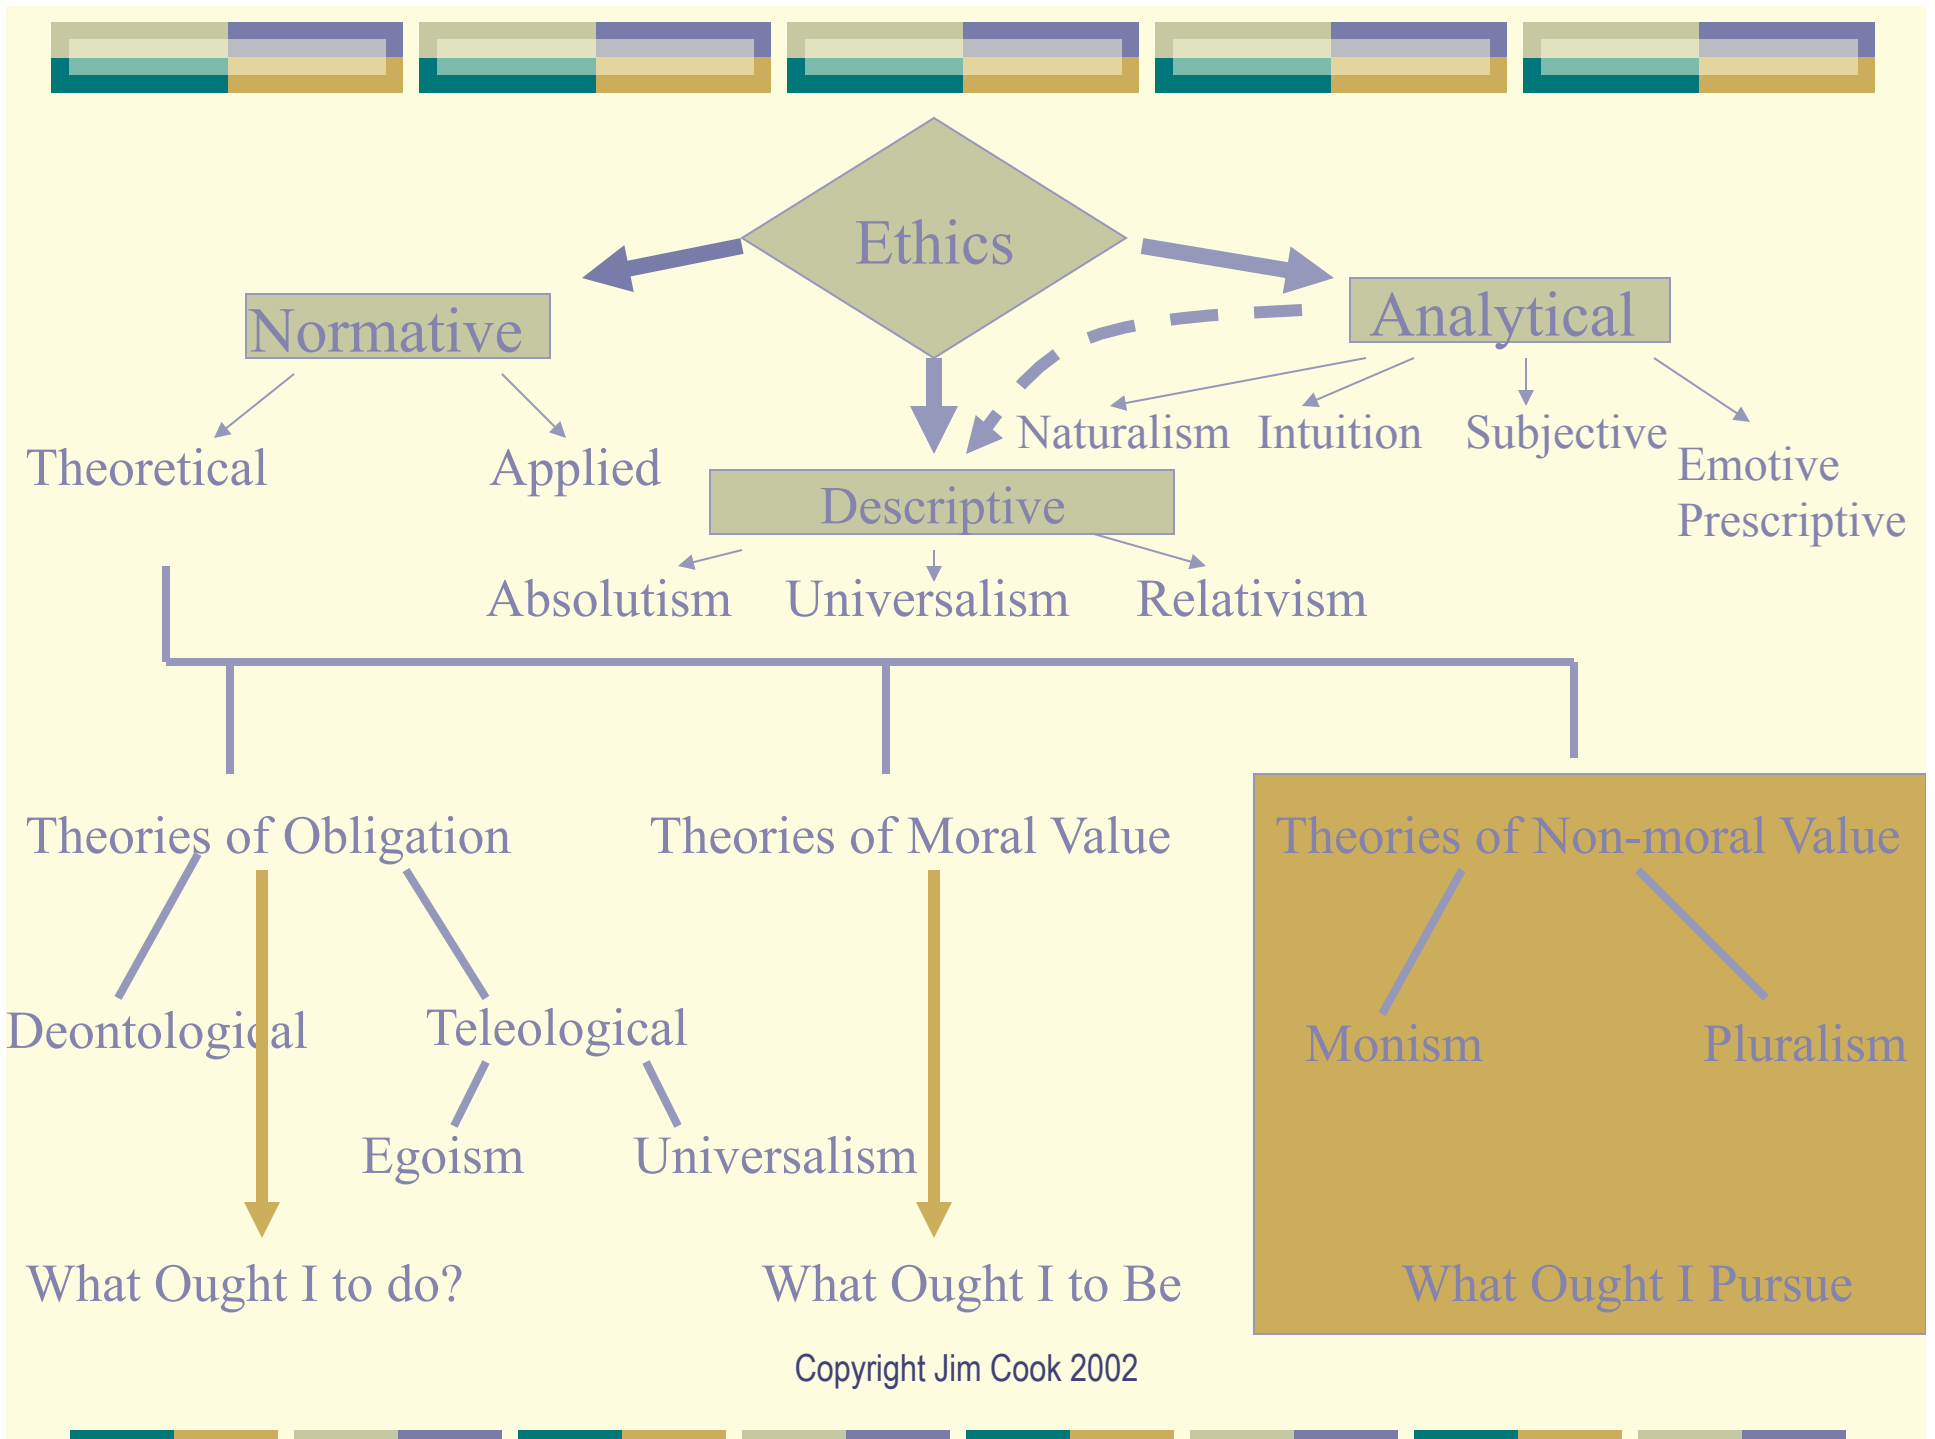 Ethics
Normative
Analytical
Naturalism
Intuition
Subjective
Emotive
Prescriptive
Theoretical
Applied
Descriptive
Absolutism
Universalism
Relativism
Theories of Obligation
Theories of Moral Value
Theories of Non-moral Value
Deontological
Teleological
Monism
Pluralism
Egoism
Universalism
What Ought I to do?
What Ought I to Be
What Ought I Pursue
Copyright Jim Cook 2002